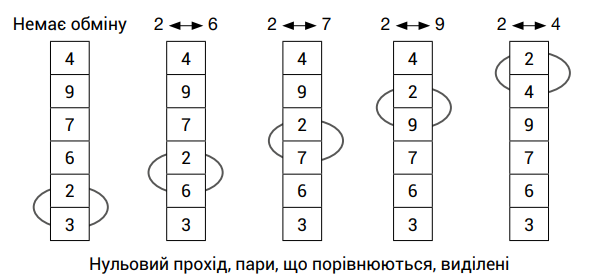 Немає обміну 2 ◄─► 6 2 ◄─► 7 2 ◄─► 9 2 ◄─► 4
4 4 4 4 2
9 9 9 2 4
7 7 2 9 9
6 2 7 7 7
2 6 6 6 6
3 3 3 3 3
Нульовий прохід, пари, що порівнюються, виділені